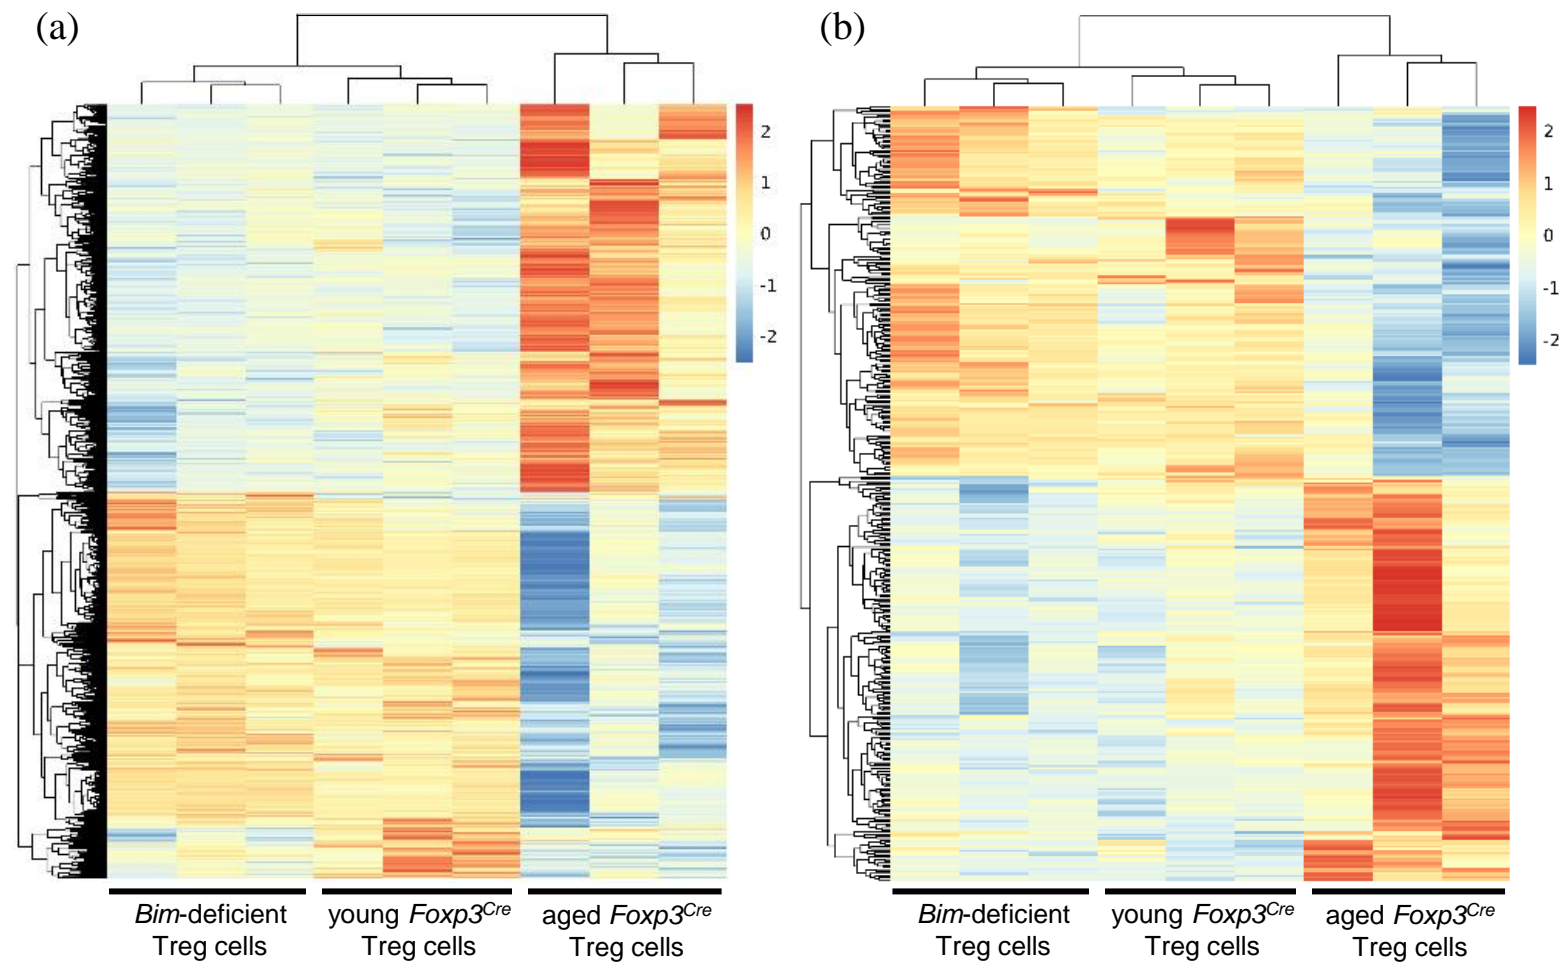 (a)
(b)
2
1
0
-1
-2
2
1
0
-1
-2
Bim-deficient
Treg cells
young Foxp3Cre
Treg cells
aged Foxp3Cre
Treg cells
Bim-deficient
Treg cells
young Foxp3Cre
Treg cells
aged Foxp3Cre
Treg cells